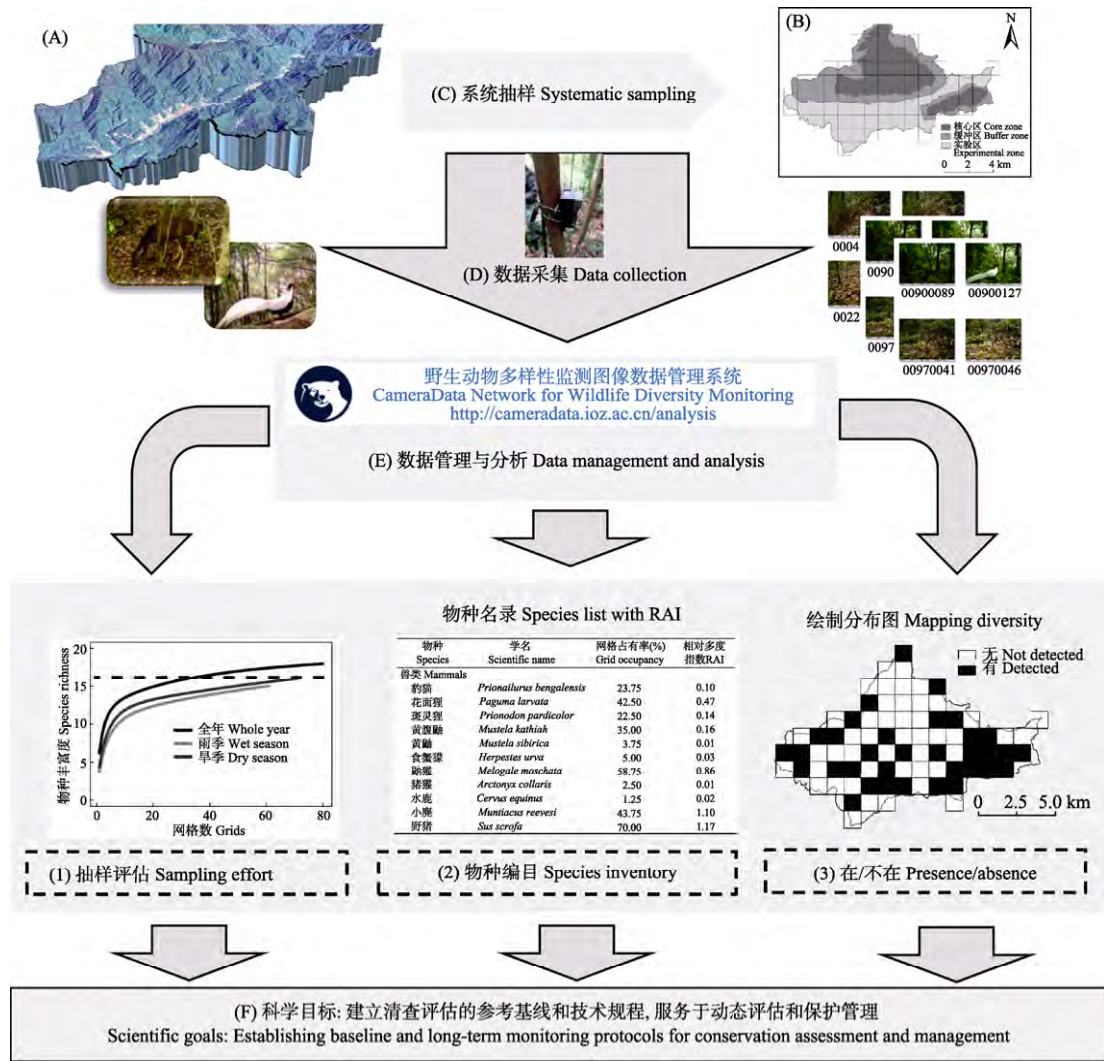 (A)
(B)
N
(C) 系统抽样 Systematic sampling
核心区 Core zone
缓冲区 Buffer zone
实验区
Experimental zone
0 2 4 km
(D) 数据采集 Data collection
0004
0090
00900089 00900127
0022
0097
00970041 00970046
野生动物多样性监测图像数据管理系统
CameraData Network for Wildlife Diversity Monitoring
http://cameradata.ioz.ac.cn/analysis
(E) 数据管理与分析 Data management and analysis
物种丰富度 Species richness
20
15
10
5
0
全年 Whole year
雨季 Wet season
旱季 Dry season
0 20 40 60 80
网格数 Grids
(1) 抽样评估 Sampling effort
物种名录 Species list with RAI
物种 学名 网格占有率(%) 相对多度
Species Scientific name Grid occupancy 指数RAI
兽类 Mammals
豹猫 Prionailurus bengalensis 23.75 0.10
花面狸 Paguma larvata 42.50 0.47
斑灵狸 Prionodon pardicolor 22.50 0.14
黄腹鼬 Mustela kathiah 35.00 0.16
黄鼬 Mustela sibirica 3.75 0.01
食蟹獴 Herpestes urva 5.00 0.03
鼬獾 Melogale moschata 58.75 0.86
猪獾 Arctonyx collaris 2.50 0.01
水鹿 Cervus equinus 1.25 0.02
小麂 Muntiacus reevesi 43.75 1.10
野猪 Sus scrofa 70.00 1.17
(2) 物种编目 Species inventory
绘制分布图 Mapping diversity
无 Not detected
有 Detected
0 2.5 5.0 km
(3) 在/不在 Presence/absence
(F) 科学目标: 建立清查评估的参考基线和技术规程, 服务于动态评估和保护管理
Scientific goals: Establishing baseline and long-term monitoring protocols for conservation assessment and management